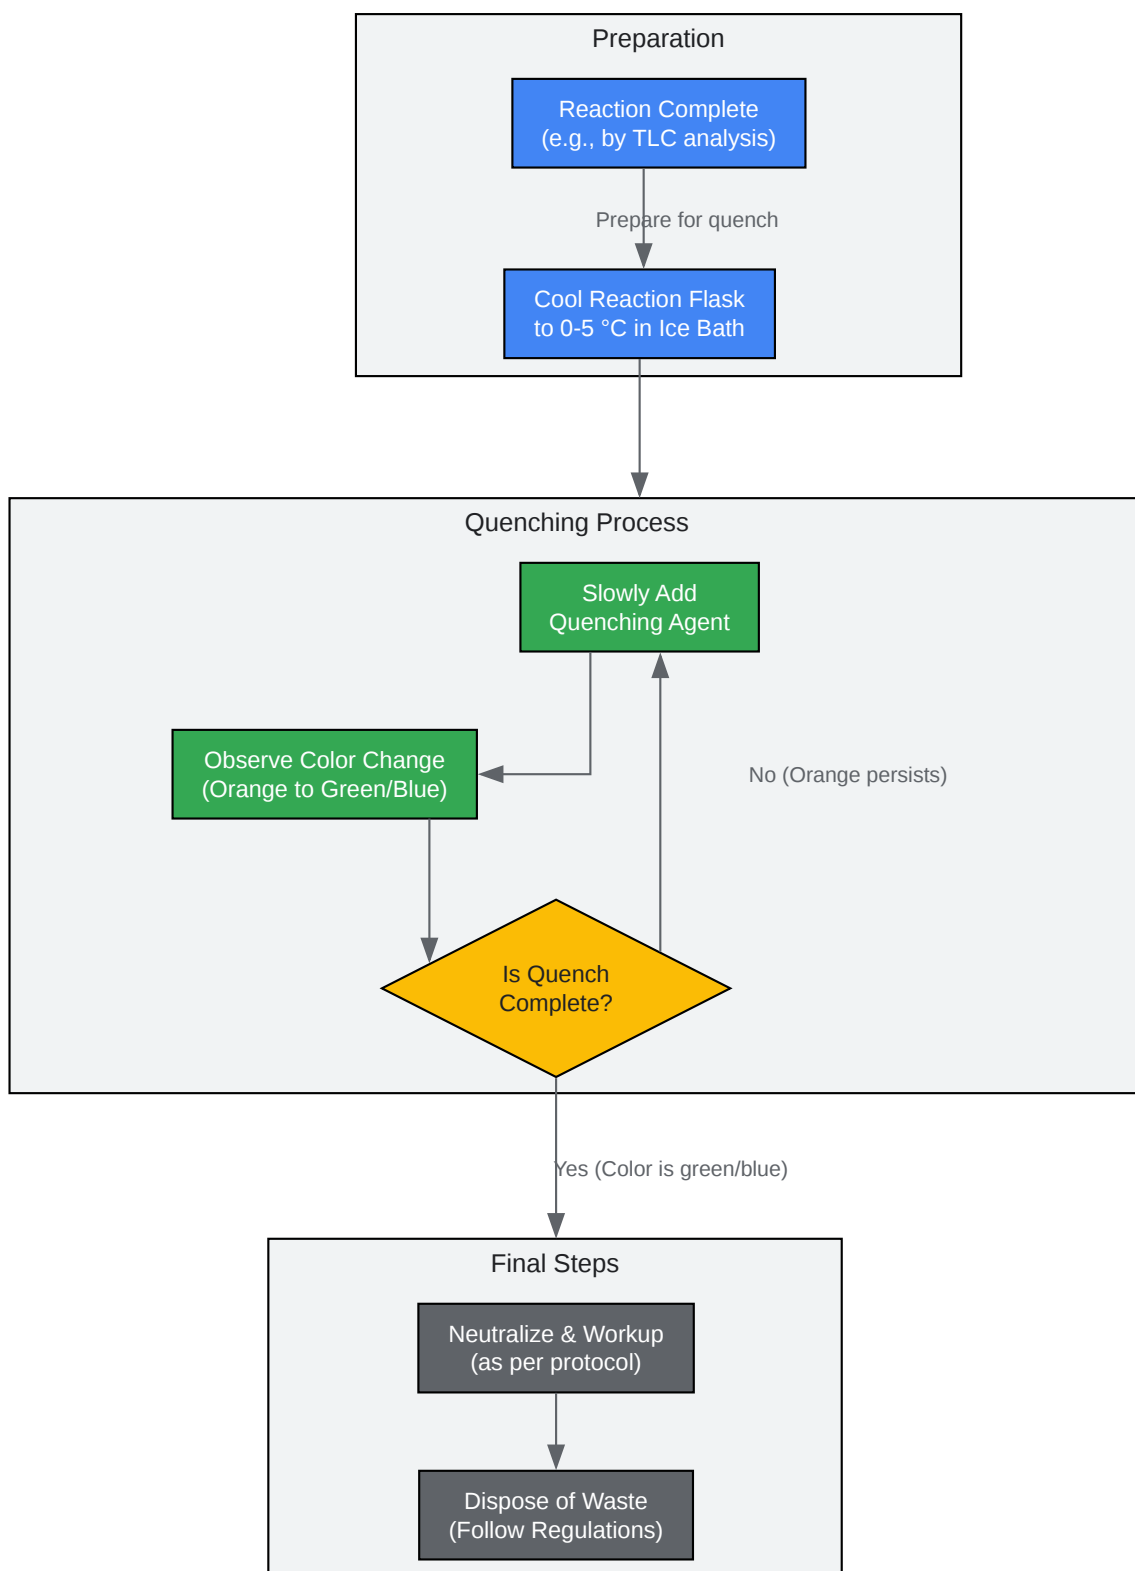 Preparation
Reaction Complete
(e.g., by TLC analysis)
Prepare for quench
Cool Reaction Flask
to 0-5 °C in Ice Bath
Quenching Process
Slowly Add
Quenching Agent
Observe Color Change
(Orange to Green/Blue)
No (Orange persists)
Is Quench
Complete?
Yes (Color is green/blue)
Final Steps
Neutralize & Workup
(as per protocol)
Dispose of Waste
(Follow Regulations)